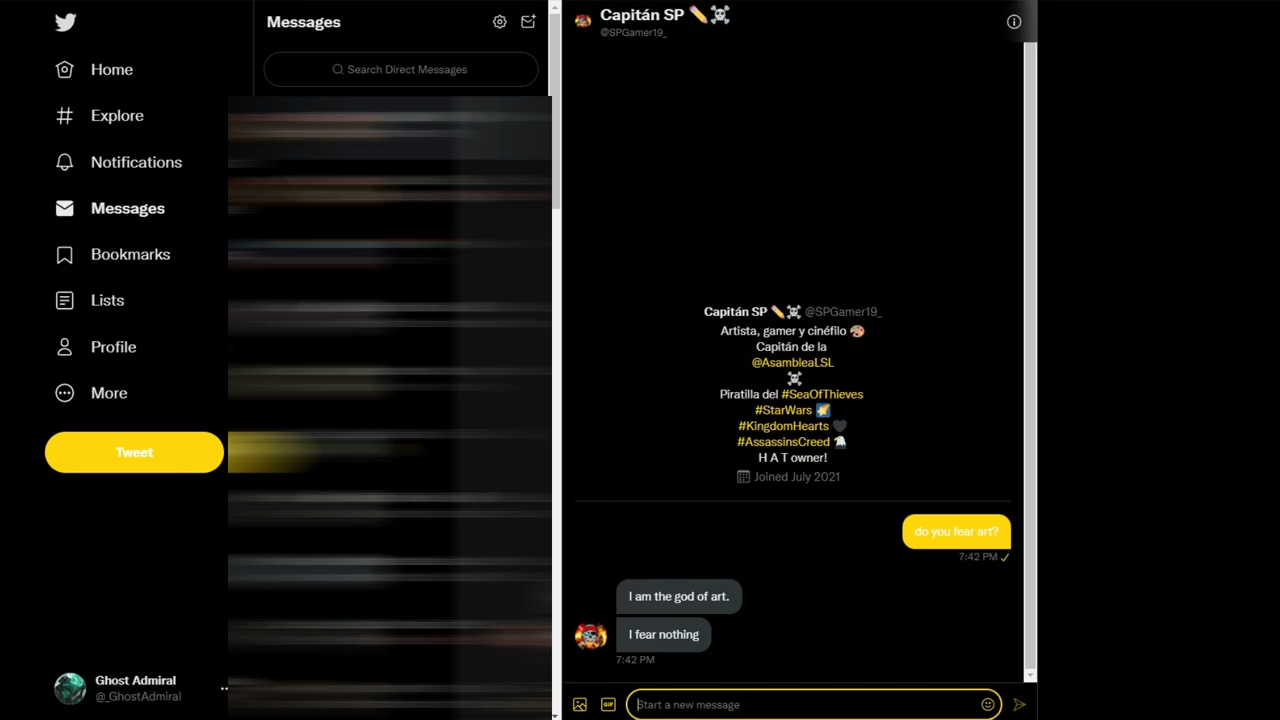 Home
Explore
Notifications
Messages
Bookmarks
Lists
Profile
More
Tweet
Ghost Admiral
@_GhostAdmiral
Messages
Search Direct Messages
Capitán SP ✏️☠️
@SPGamer19_
Capitán SP ✏️☠️ @SPGamer19_
Artista, gamer y cinéfilo 🎨
Capitán de la
@AsambleaLSL
☠️
Piratilla del #SeaOfThieves
#StarWars
#KingdomHearts 🖤
#AssassinsCreed
H A T owner!
Joined July 2021
do you fear art?
7:42 PM ✓
I am the god of art.
I fear nothing
7:42 PM
GIF
Start a new message